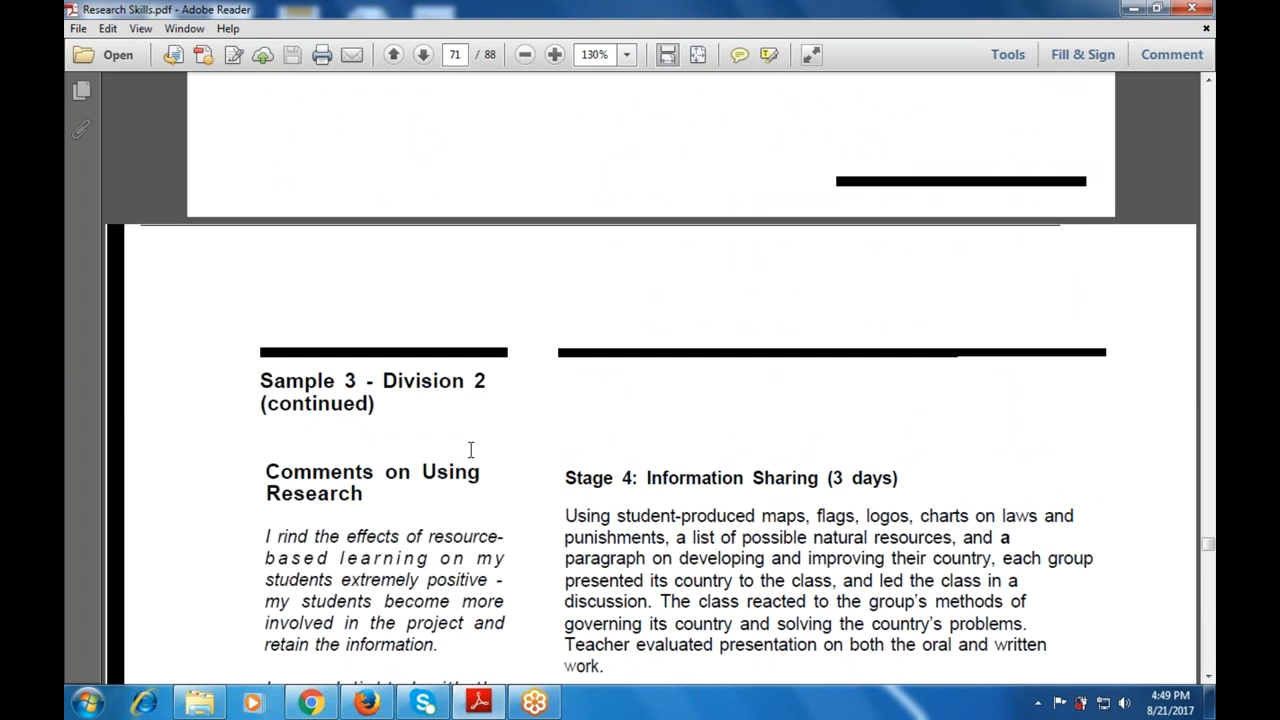 Research Skills.pdf - Adobe Reader
File Edit View Window Help
Open 71 / 88 130% Tools Fill & Sign Comment
Sample 3 - Division 2
(continued)
Comments on Using
Research
I rind the effects of resource-
based learning on my
students extremely positive -
my students become more
involved in the project and
retain the information.
Stage 4: Information Sharing (3 days)
Using student-produced maps, flags, logos, charts on laws and
punishments, a list of possible natural resources, and a
paragraph on developing and improving their country, each group
presented its country to the class, and led the class in a
discussion. The class reacted to the group's methods of
governing its country and solving the country's problems.
Teacher evaluated presentation on both the oral and written
work.
4:49 PM
8/21/2017